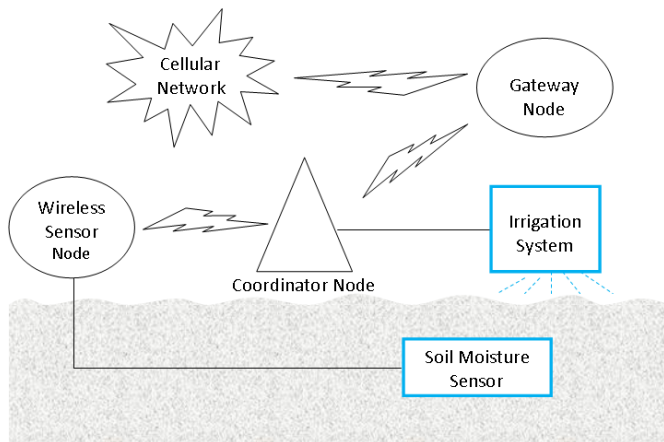 Cellular
Network
Gateway
Node
Wireless
Sensor
Node
Irrigation
System
Coordinator Node
Soil Moisture
Sensor